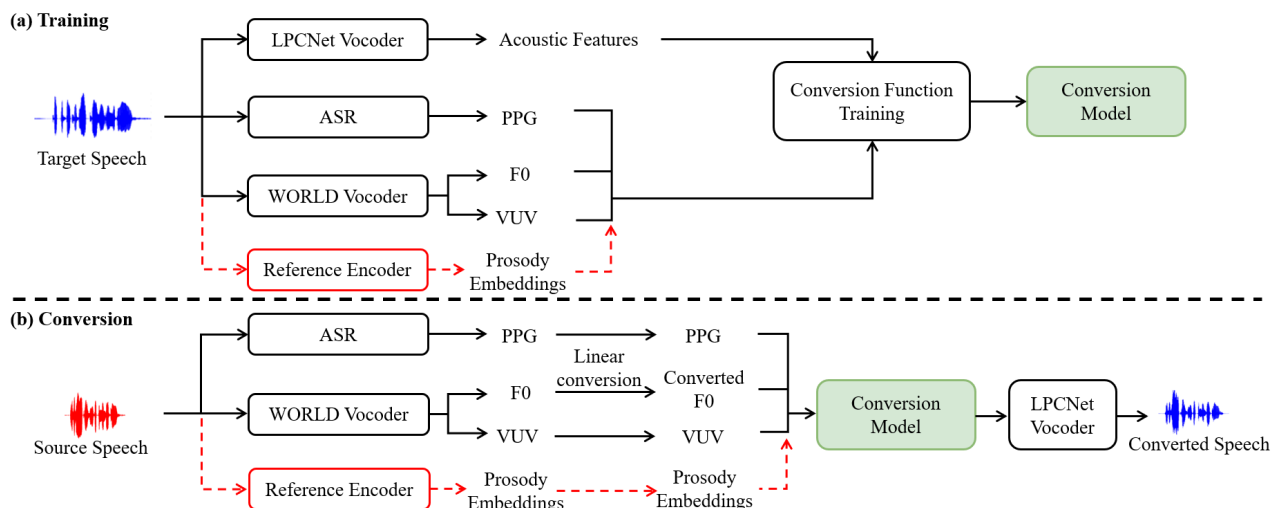 (a) Training
LPCNet Vocoder
Acoustic Features
Target Speech
ASR
PPG
WORLD Vocoder
F0
VUV
Reference Encoder
Prosody
Embeddings
Conversion Function
Training
Conversion
Model
(b) Conversion
Source Speech
ASR
PPG
PPG
WORLD Vocoder
F0
Linear
conversion
Converted
F0
VUV
VUV
Reference Encoder
Prosody
Embeddings
Prosody
Embeddings
Conversion
Model
LPCNet
Vocoder
Converted Speech